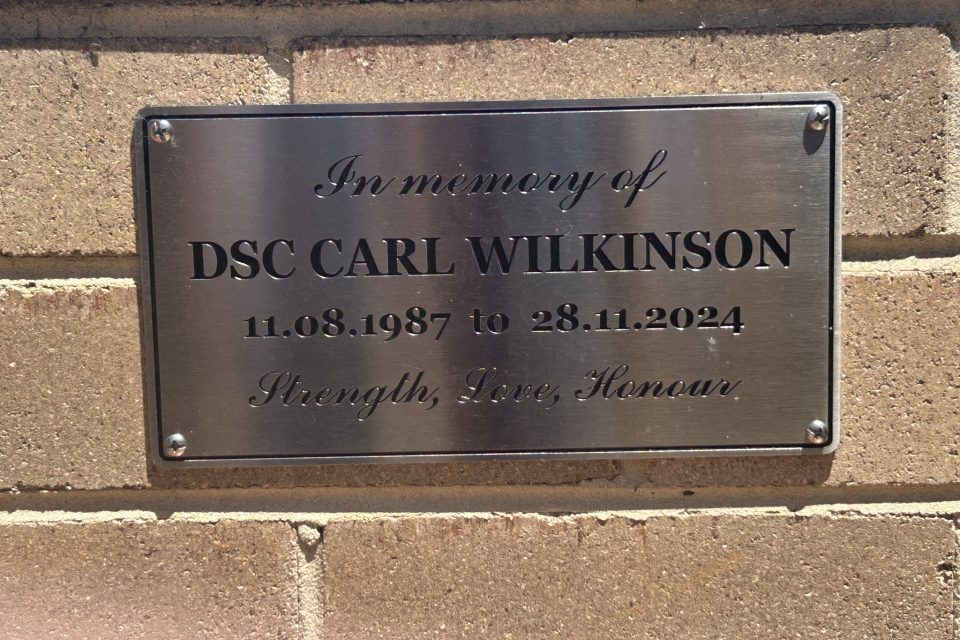 In memory of
DSC CARL WILKINSON
11.08.1987 to 28.11.2024
Strength, Love, Honour